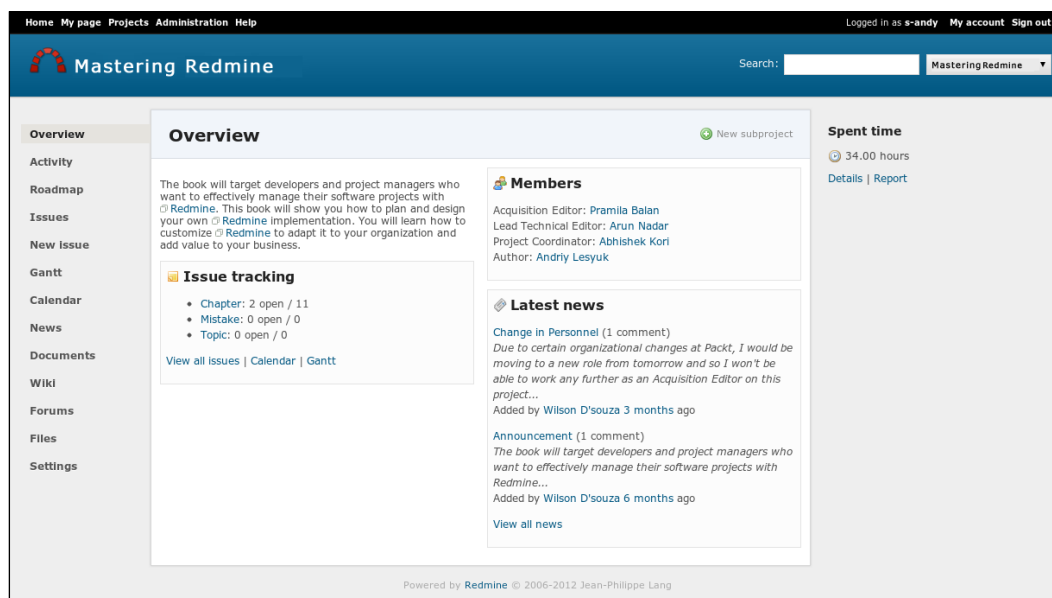 Home My page Projects Administration Help
Logged in as s-andy My account Sign out
Mastering Redmine
Search:
Mastering Redmine
Overview
Activity
Roadmap
Issues
New issue
Gantt
Calendar
News
Documents
Wiki
Forums
Files
Settings
Overview
New subproject
The book will target developers and project managers who
want to effectively manage their software projects with
Redmine. This book will show you how to plan and design
your own Redmine implementation. You will learn how to
customize Redmine to adapt it to your organization and
add value to your business.
Issue tracking
• Chapter: 2 open / 11
• Mistake: 0 open / 0
• Topic: 0 open / 0
View all issues | Calendar | Gantt
Members
Acquisition Editor: Pramila Balan
Lead Technical Editor: Arun Nadar
Project Coordinator: Abhishek Kori
Author: Andriy Lesyuk
Latest news
Change in Personnel (1 comment)
Due to certain organizational changes at Packt, I would be
moving to a new role from tomorrow and so I won't be
able to work any further as an Acquisition Editor on this
project...
Added by Wilson D'souza 3 months ago
Announcement (1 comment)
The book will target developers and project managers who
want to effectively manage their software projects with
Redmine...
Added by Wilson D'souza 6 months ago
View all news
Spent time
34.00 hours
Details | Report
Powered by Redmine © 2006-2012 Jean-Philippe Lang